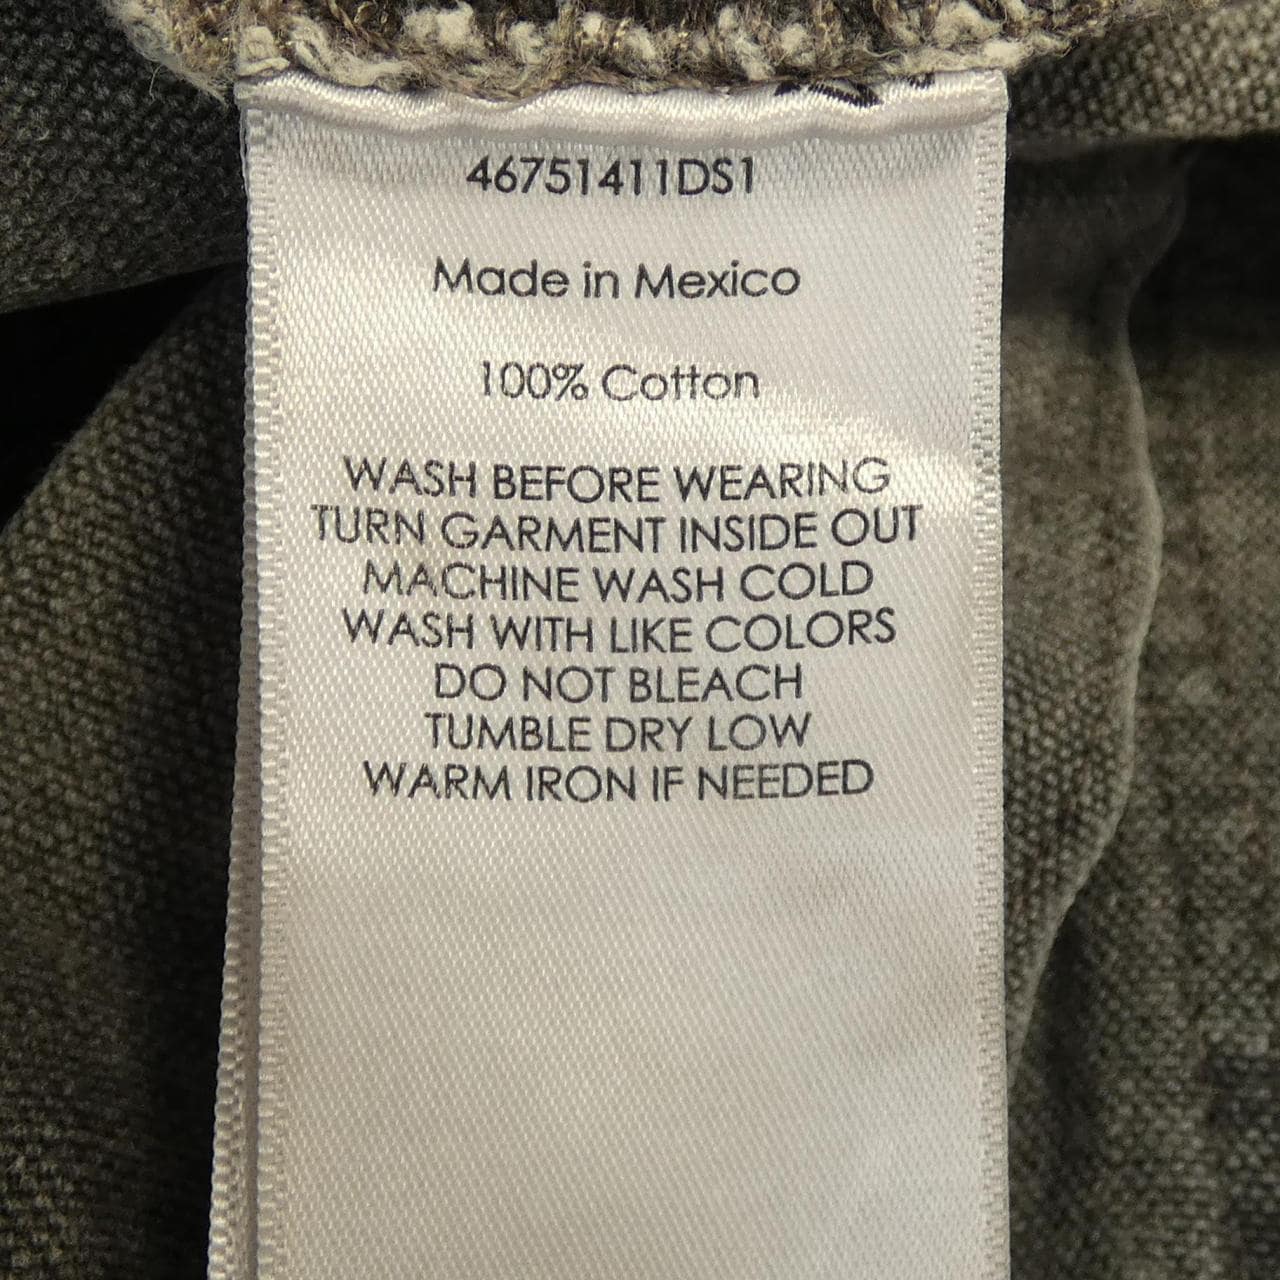 46751411DS1
Made in Mexico
100% Cotton
WASH BEFORE WEARING
TURN GARMENT INSIDE OUT
MACHINE WASH COLD
WASH WITH LIKE COLORS
DO NOT BLEACH
TUMBLE DRY LOW
WARM IRON IF NEEDED